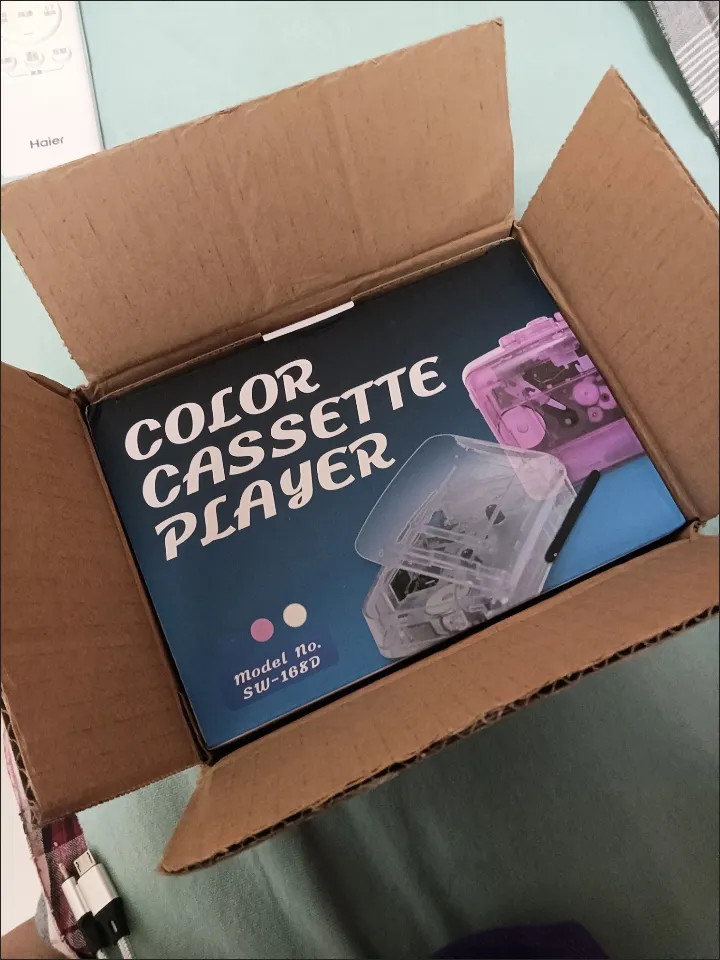 Haier
COLOR
CASSETTE
PLAYER
Model No.
SW-168D